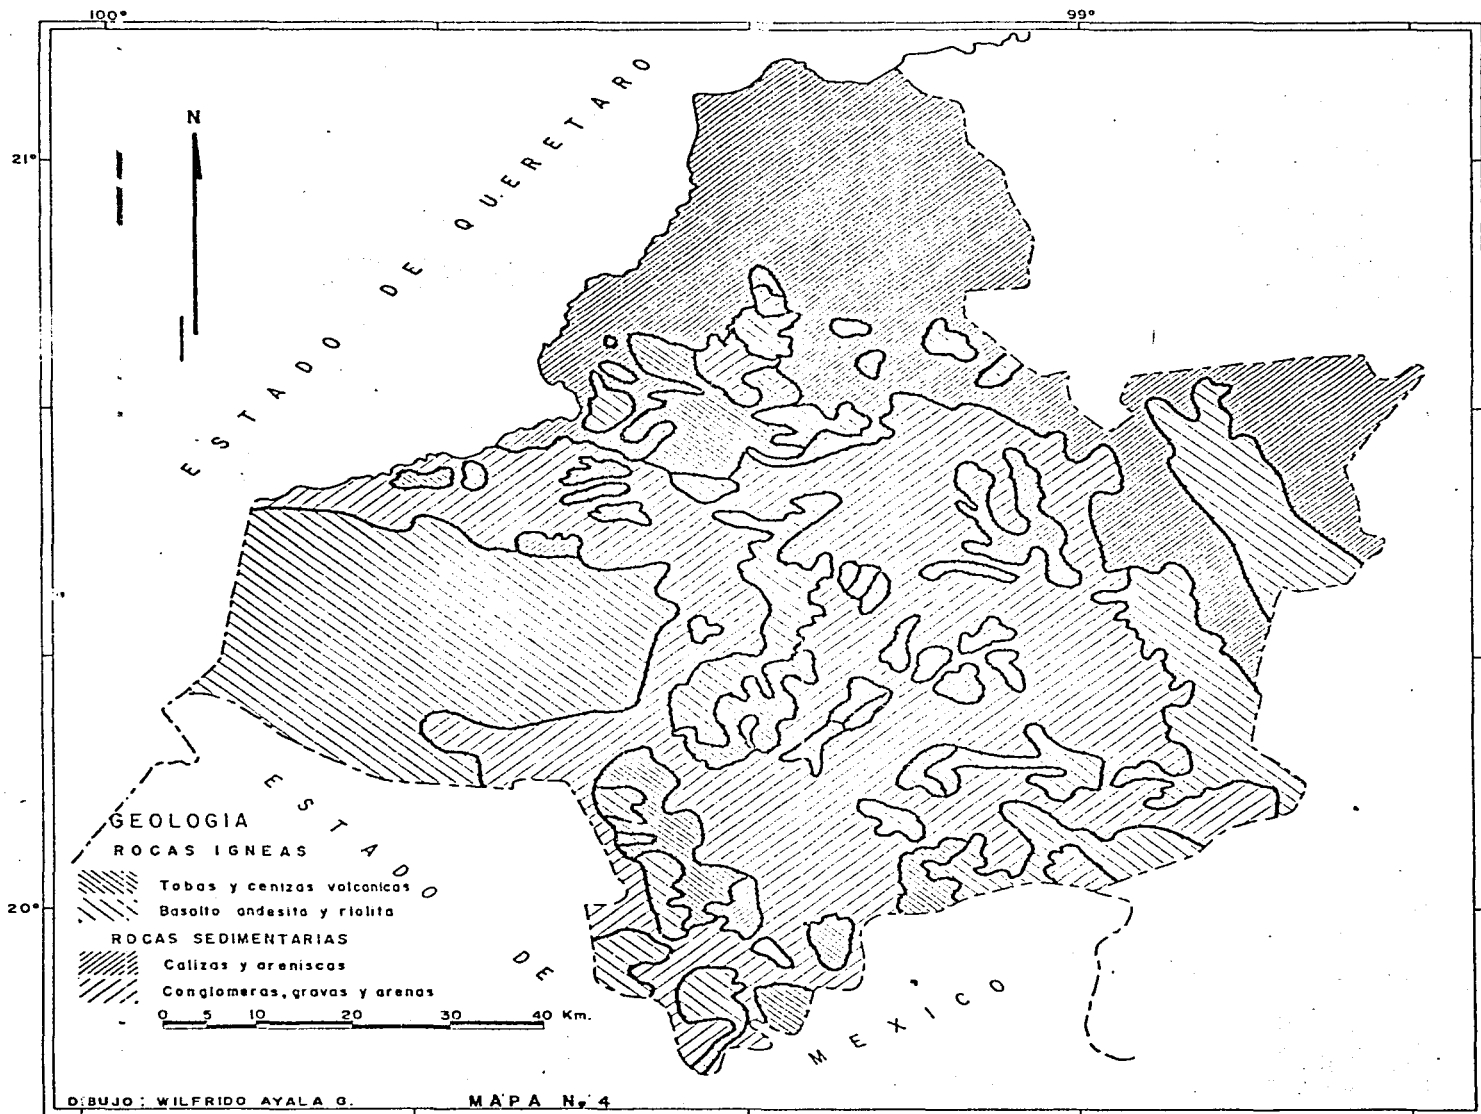 100° 99°
N
21°
ESTADO DE QUERETARO
ESTADO DE MEXICO
GEOLOGIA
ROCAS IGNEAS
Tobas y cenizas volcanicas
Basalto andesita y riolita
20°
ROCAS SEDIMENTARIAS
Calizas y areniscas
Conglomeras, gravas y arenas
0 5 10 20 30 40 Km.
DIBUJO: WILFRIDO AYALA G. MAPA N. 4